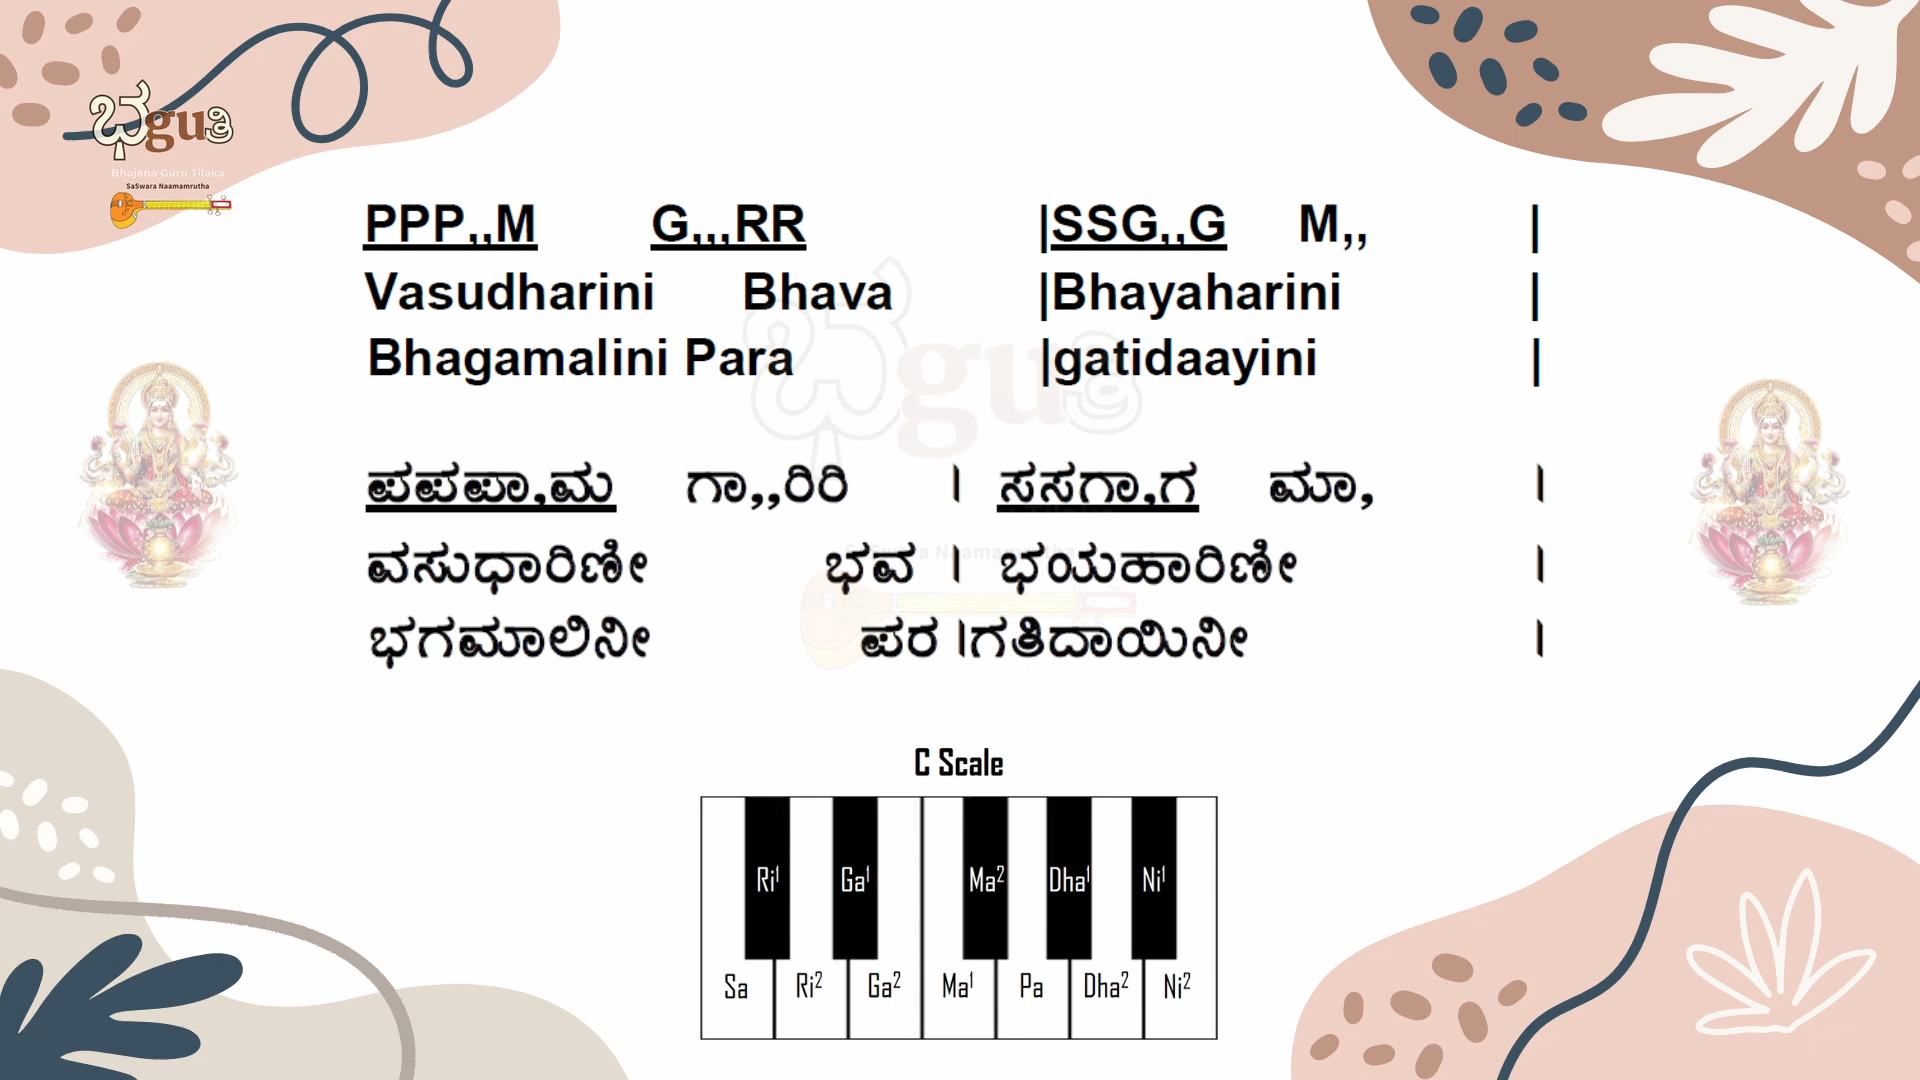 ಭguತಿ
Bhajana Guru Tilaka
SaSwara Naamamrutha
PPP,,M G,,,RR |SSG,,G M,, |
Vasudharini Bhava |Bhayaharini |
Bhagamalini Para |gatidaayini |
ಪಪಪಾ,ಮ ಗಾ,,ರಿರಿ | ಸಸಗಾ,ಗ ಮಾ, |
ವಸುಧಾರಿಣೀ ಭವ | ಭಯಹಾರಿಣೀ |
ಭಗಮಾಲಿನೀ ಪರ |ಗತಿದಾಯಿನೀ |
C Scale
Ri¹ Ga¹ Ma² Dha¹ Ni¹
Sa Ri² Ga² Ma¹ Pa Dha² Ni²